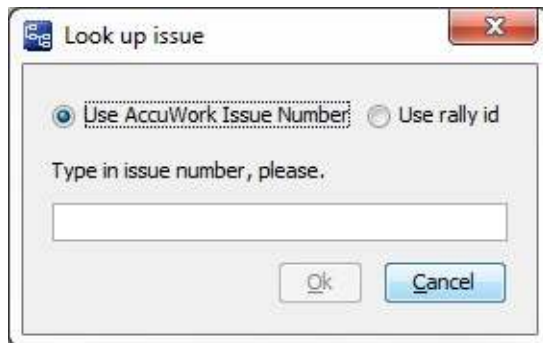 Look up issue
Use AccuWork Issue Number Use rally id
Type in issue number, please.
Ok Cancel